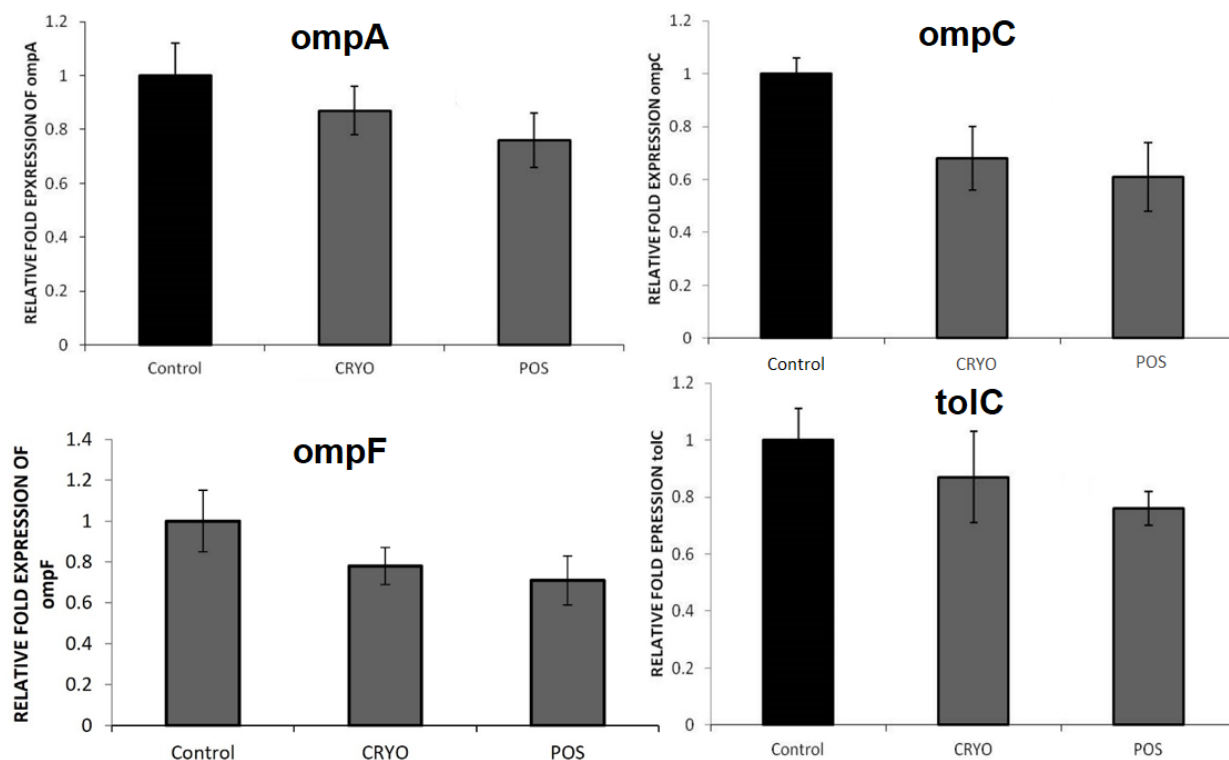 ompA
RELATIVE FOLD EPXRESSION OF ompA
1.2
1
0.8
0.6
0.4
0.2
0
Control CRYO POS
ompC
RELATIVE FOLD EXPRESSION ompC
1.2
1
0.8
0.6
0.4
0.2
0
Control CRYO POS
ompF
RELATIVE FOLD EXPRESSION OF
ompF
1.4
1.2
1
0.8
0.6
0.4
0.2
0
Control CRYO POS
tolC
RELATIVE FOLD EPRESSION tolC
1.2
1
0.8
0.6
0.4
0.2
0
Control CRYO POS